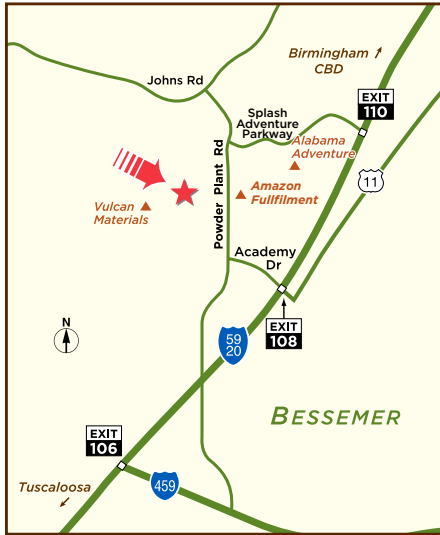 Birmingham
CBD
Johns Rd
EXIT
110
Splash
Adventure
Parkway
Alabama
Adventure
11
Powder Plant Rd
Amazon
Fullfilment
Vulcan
Materials
Academy
Dr
N
59
20
EXIT
108
BESSEMER
EXIT
106
459
Tuscaloosa